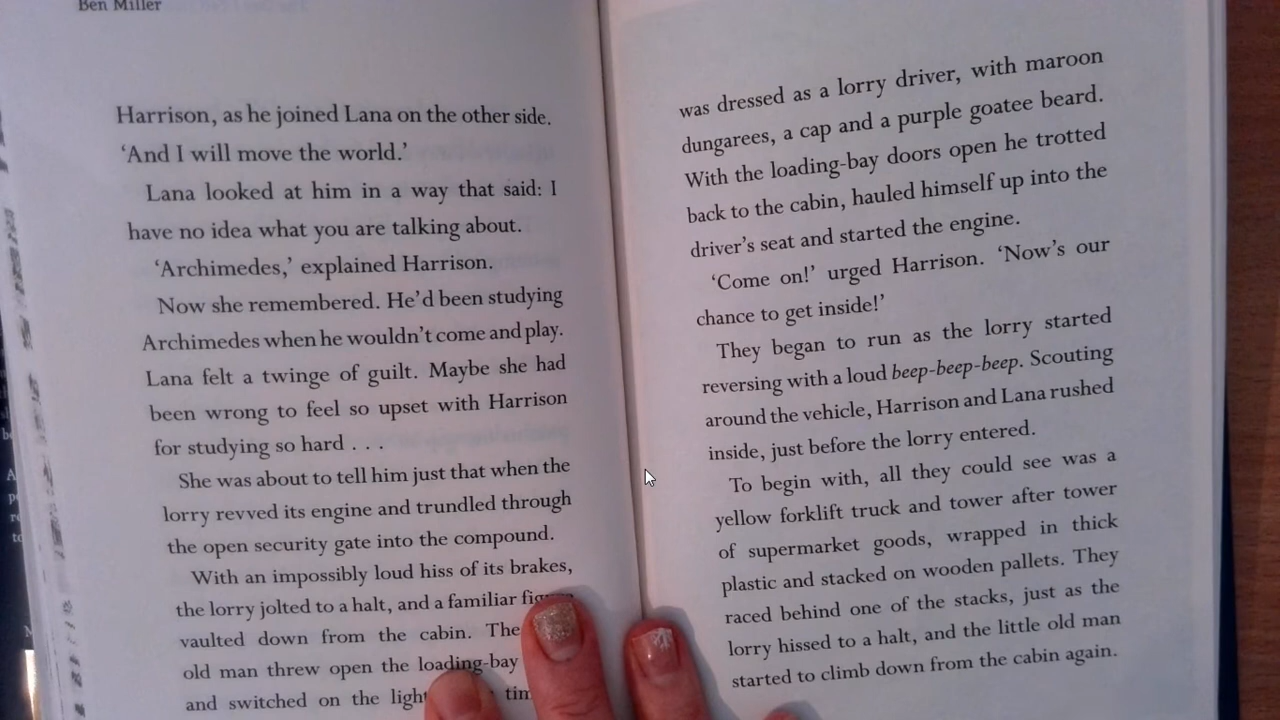 Ben Miller
Harrison, as he joined Lana on the other side.
‘And I will move the world.’
Lana looked at him in a way that said: I
have no idea what you are talking about.
‘Archimedes,’ explained Harrison.
Now she remembered. He’d been studying
Archimedes when he wouldn’t come and play.
Lana felt a twinge of guilt. Maybe she had
been wrong to feel so upset with Harrison
for studying so hard . . .
She was about to tell him just that when the
lorry revved its engine and trundled through
the open security gate into the compound.
With an impossibly loud hiss of its brakes,
the lorry jolted to a halt, and a familiar
vaulted down from the cabin. The
old man threw open the loading-bay
and switched on the
was dressed as a lorry driver, with maroon
dungarees, a cap and a purple goatee beard.
With the loading-bay doors open he trotted
back to the cabin, hauled himself up into the
driver’s seat and started the engine.
‘Come on!’ urged Harrison. ‘Now’s our
chance to get inside!’
They began to run as the lorry started
reversing with a loud beep-beep-beep. Scouting
around the vehicle, Harrison and Lana rushed
inside, just before the lorry entered.
To begin with, all they could see was a
yellow forklift truck and tower after tower
of supermarket goods, wrapped in thick
plastic and stacked on wooden pallets. They
raced behind one of the stacks, just as the
lorry hissed to a halt, and the little old man
started to climb down from the cabin again.